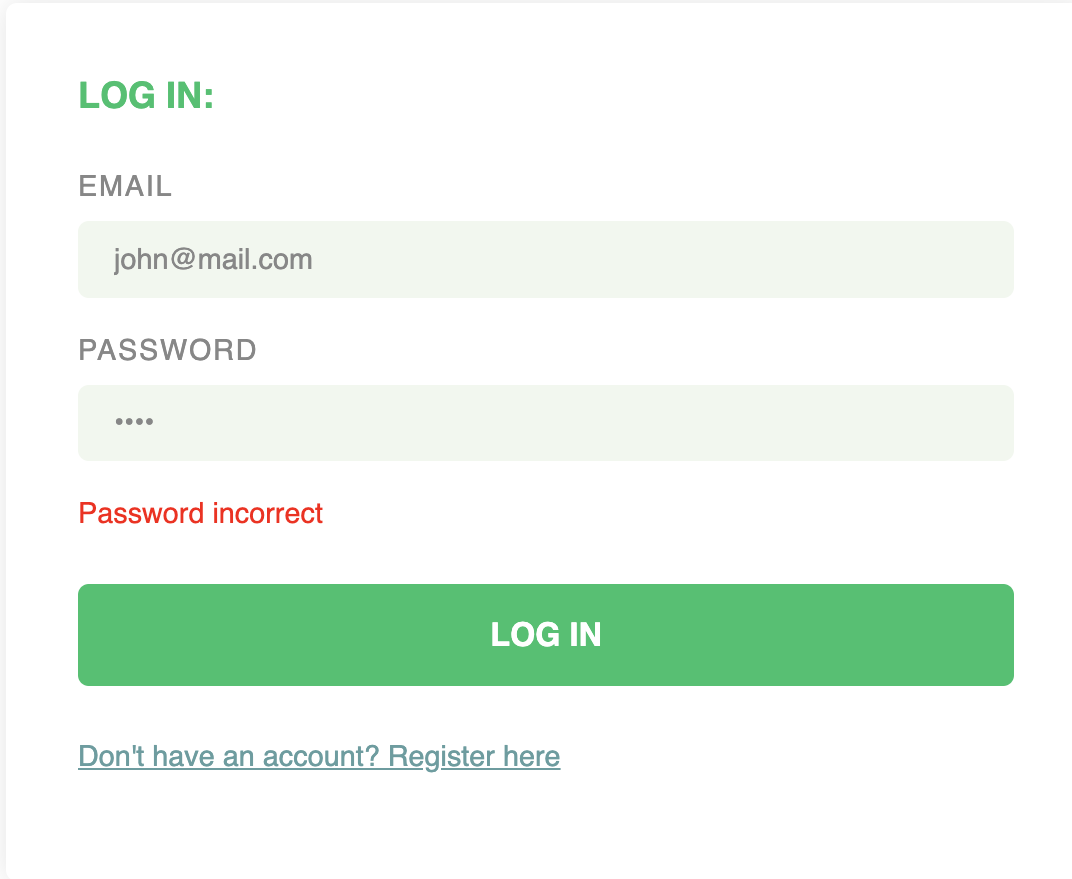 LOG IN:
EMAIL
john@mail.com
PASSWORD
••••
Password incorrect
LOG IN
Don't have an account? Register here